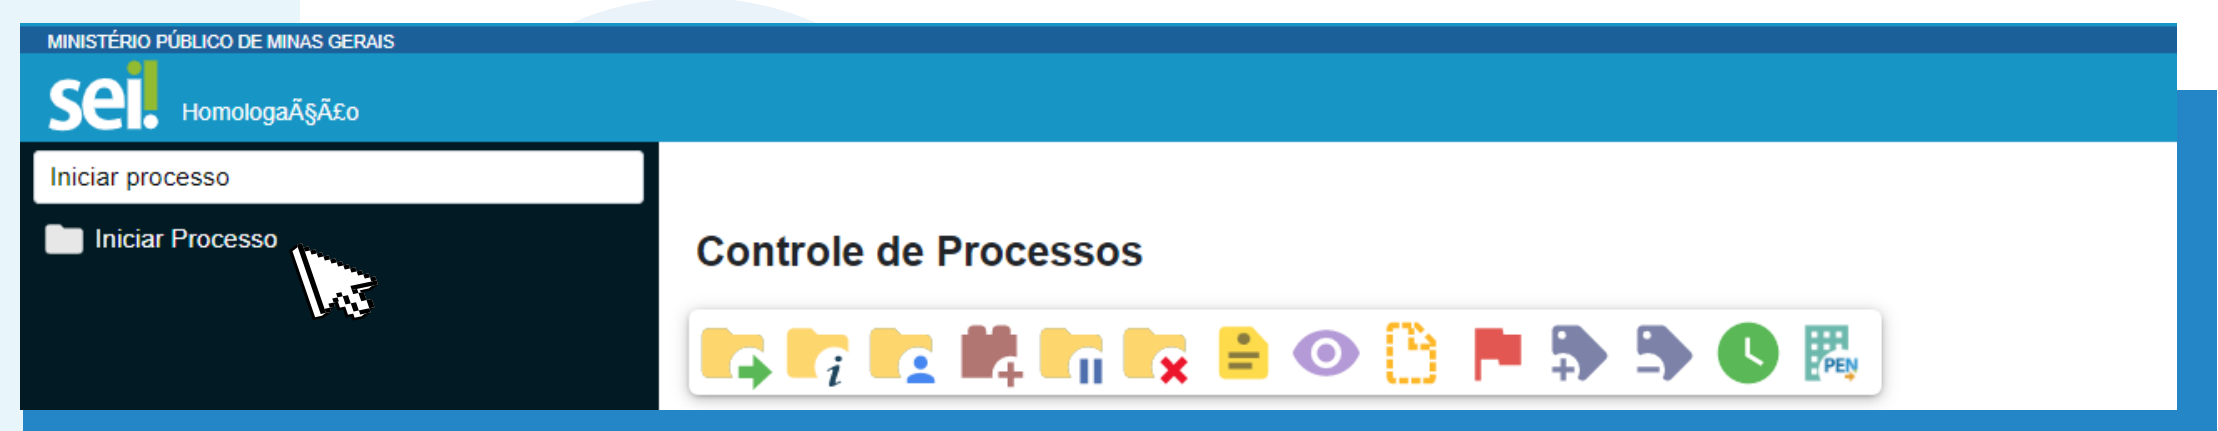 MINISTÉRIO PÚBLICO DE MINAS GERAIS
sei!
HomologaÃ§Ã£o
Iniciar processo
Iniciar Processo
Controle de Processos
i
PEN